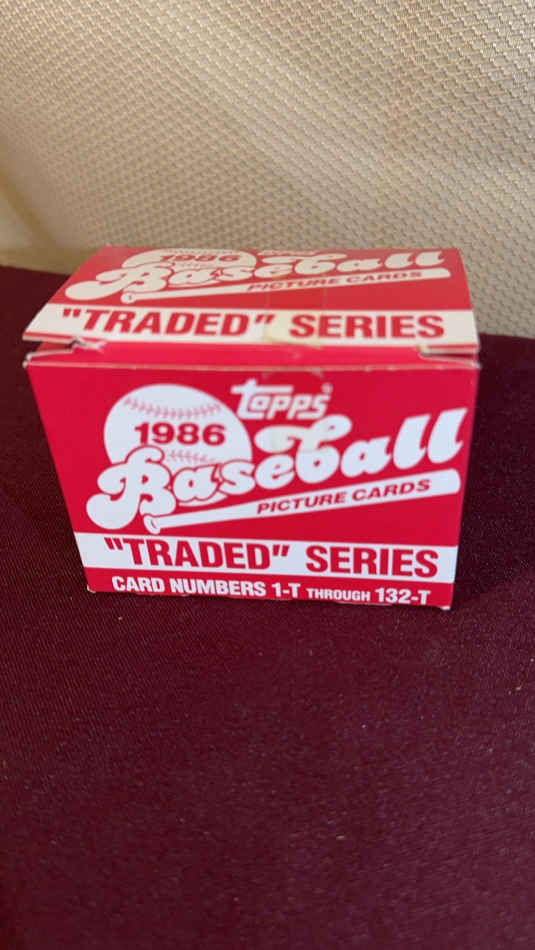 1986
Baseball
PICTURE CARDS
"TRADED" SERIES
Topps
1986
Baseball
PICTURE CARDS
"TRADED" SERIES
CARD NUMBERS 1-T THROUGH 132-T